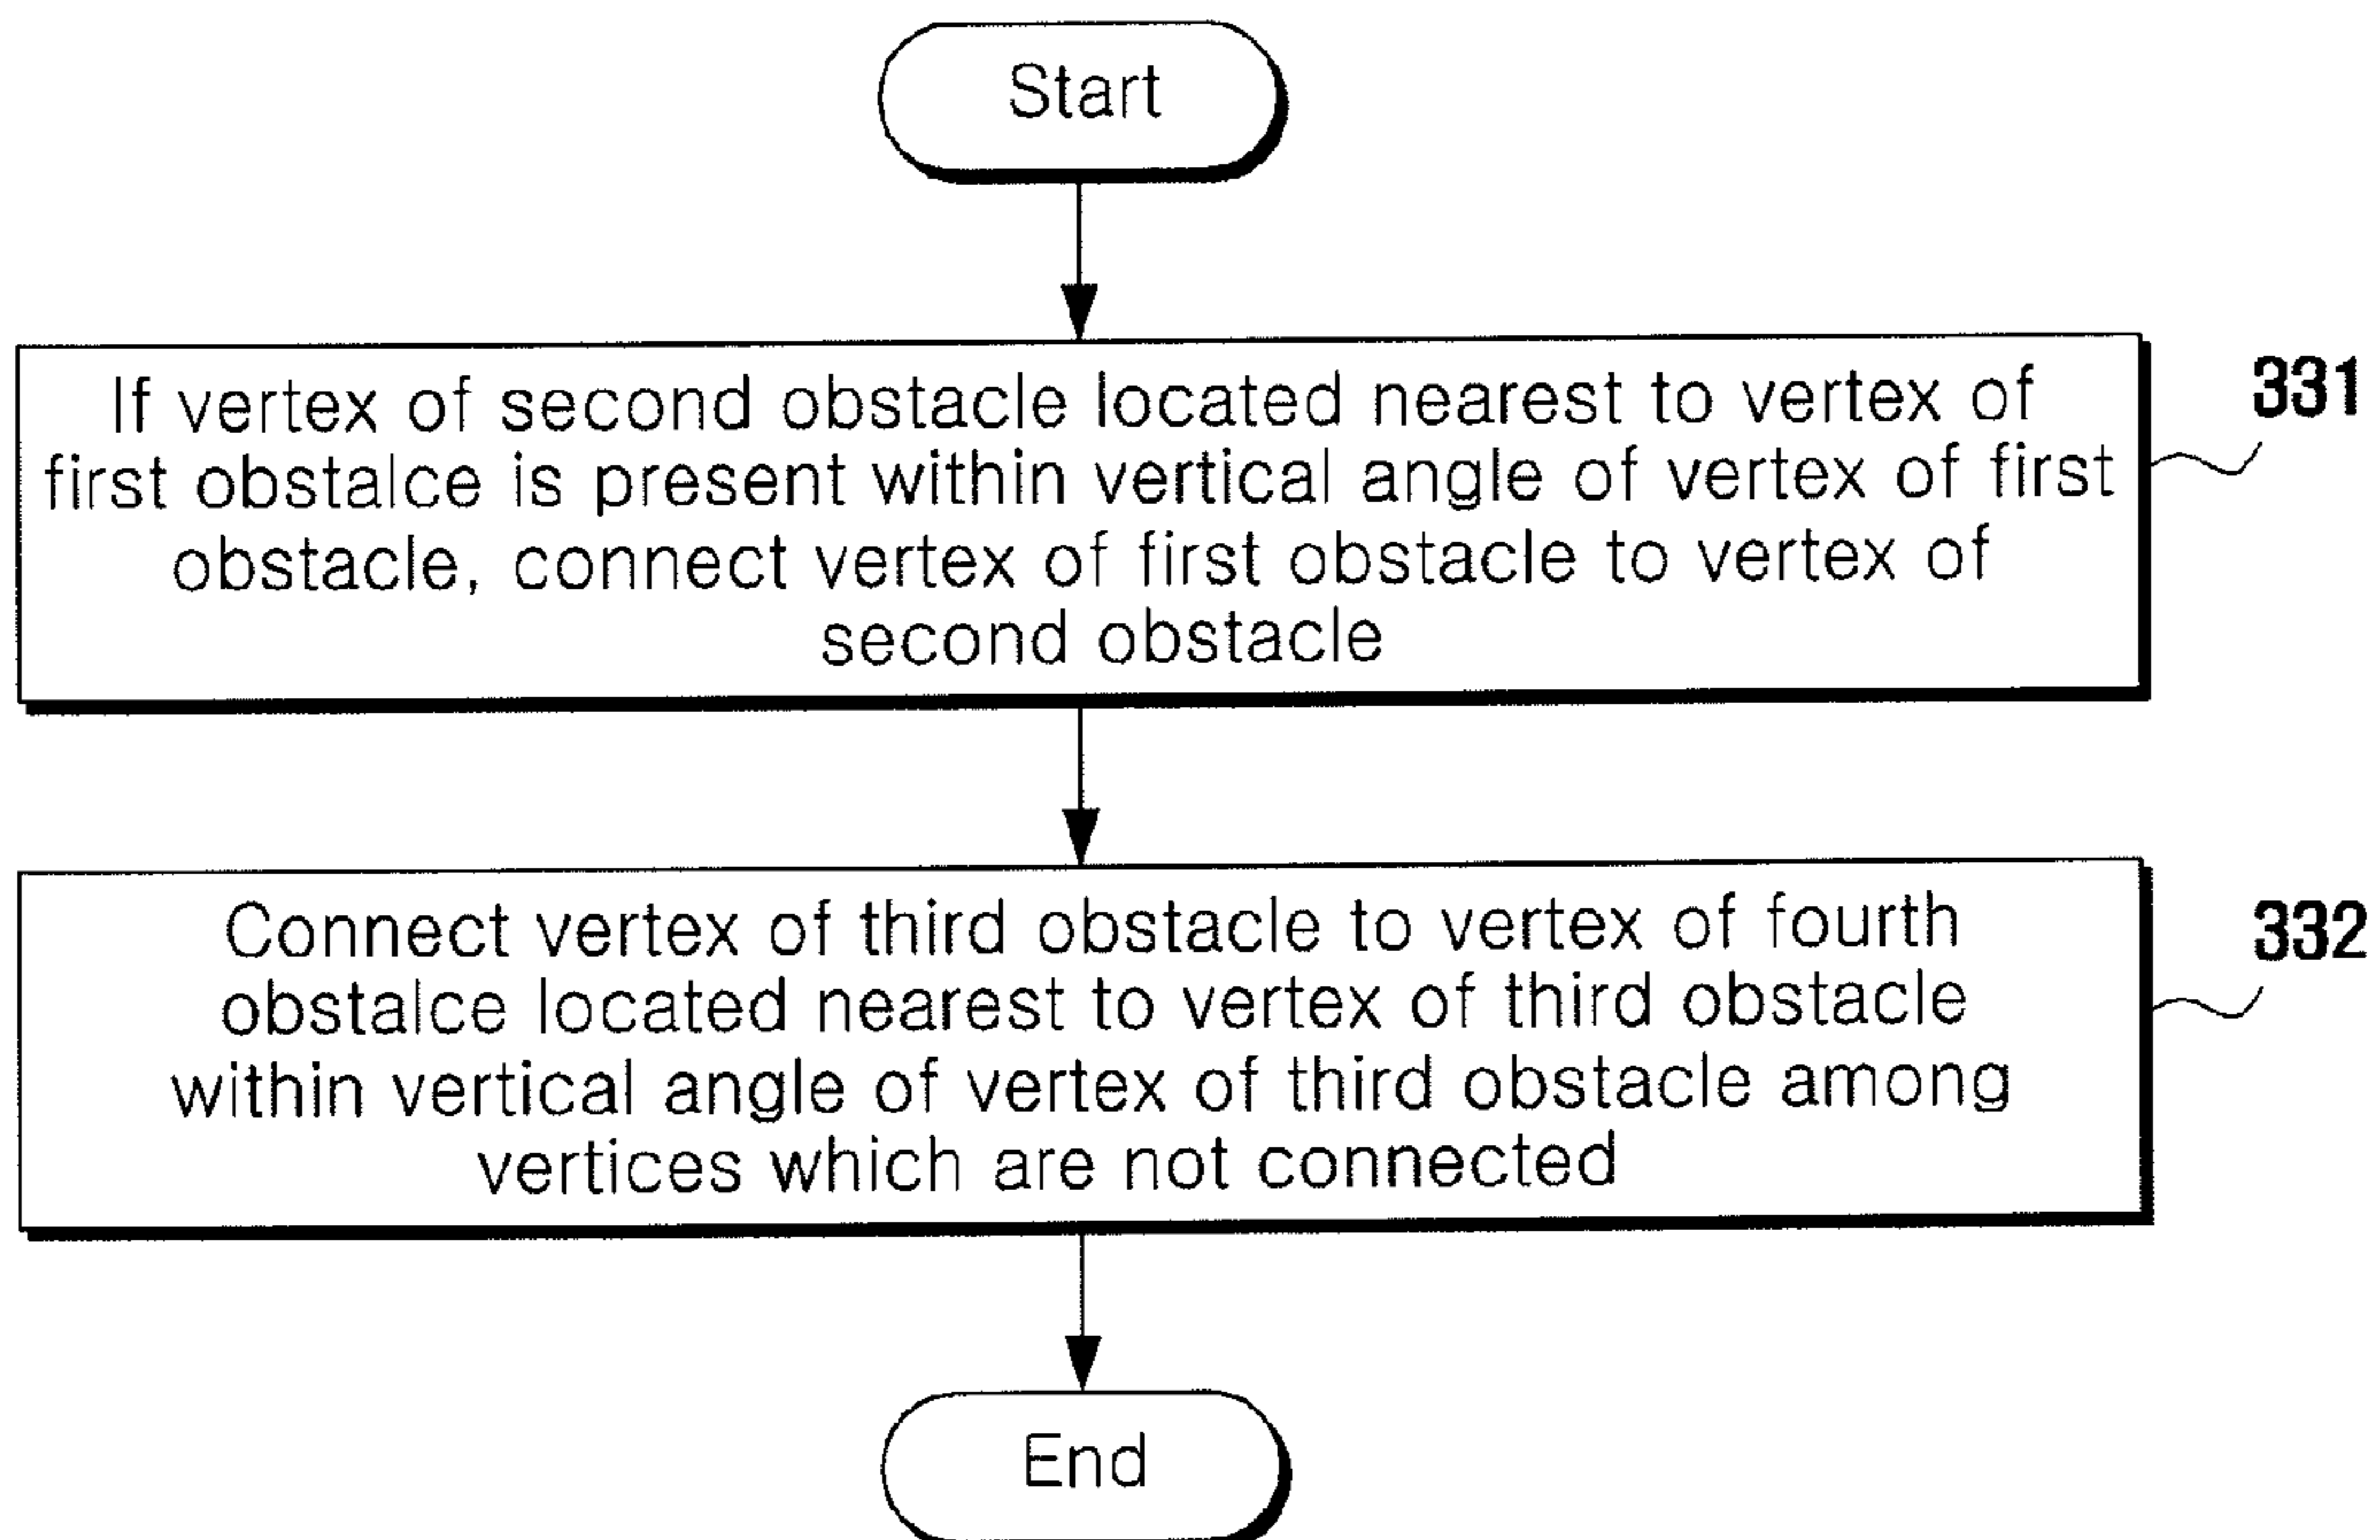 Start
If vertex of second obstacle located nearest to vertex of
first obstalce is present within vertical angle of vertex of first
obstacle, connect vertex of first obstacle to vertex of
second obstacle
331
Connect vertex of third obstacle to vertex of fourth
obstalce located nearest to vertex of third obstacle
within vertical angle of vertex of third obstacle among
vertices which are not connected
332
End